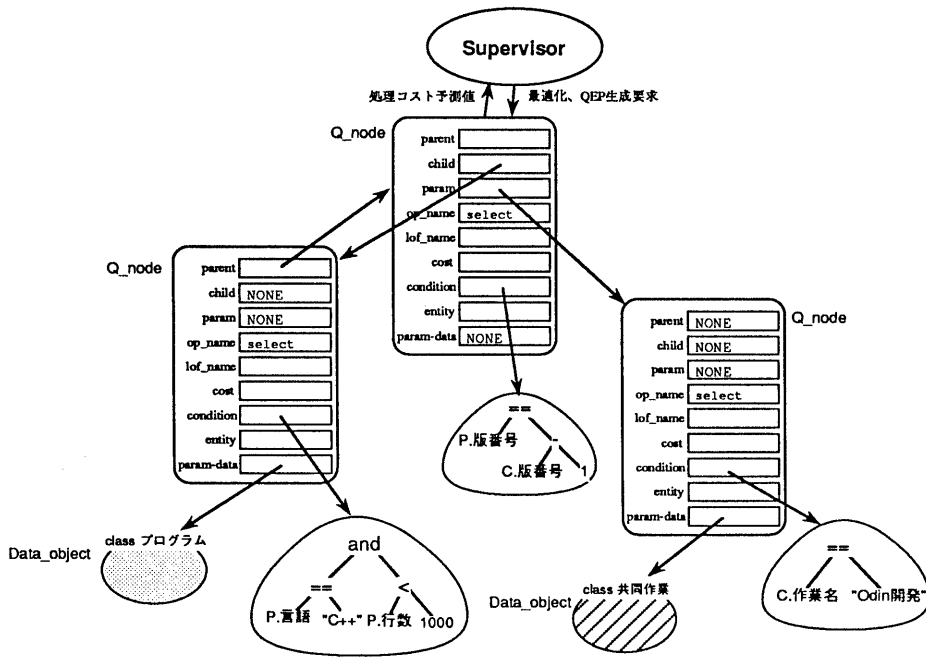 Supervisor
処理コスト予測値
最適化、QEP生成要求
Q_node
parent
child
param
op_name select
lof_name
cost
condition
entity
param-data NONE
Q_node
parent
child NONE
param NONE
op_name select
lof_name
cost
condition
entity
param-data
Q_node
parent NONE
child NONE
param NONE
op_name select
lof_name
cost
condition
entity
param-data
==
P.版番号 -
C.版番号 1
Data_object
class プログラム
and
== <
P.言語 "C++" P.行数 1000
Data_object
class 共同作業
==
C.作業名 "Odin開発"